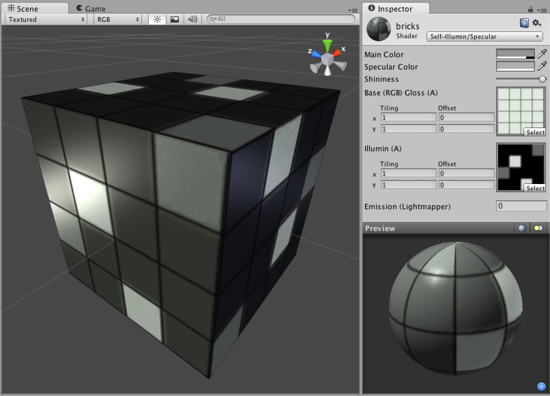 Scene
Game
Textured
RGB
All
y
x
z
Inspector
bricks
Shader
Self-Illumin/Specular
Main Color
Specular Color
Shininess
Base (RGB) Gloss (A)
Tiling Offset
x 1 0
y 1 0
Select
Illumin (A)
Tiling Offset
x 1 0
y 1 0
Select
Emission (Lightmapper) 0
Preview